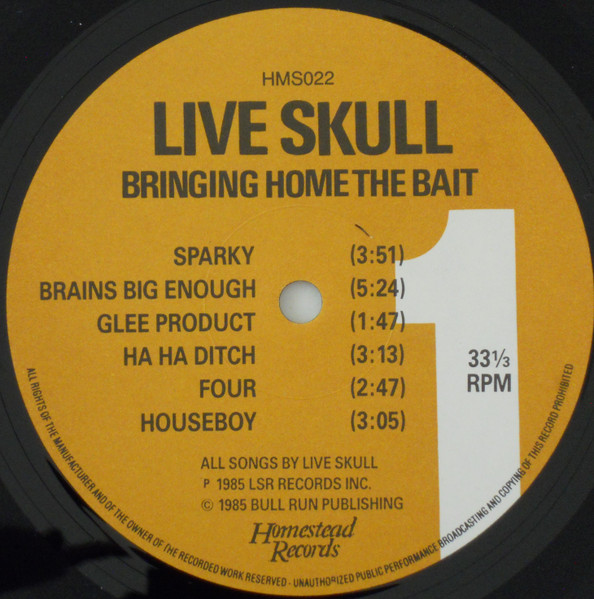 HMS022
LIVE SKULL
BRINGING HOME THE BAIT
SPARKY (3:51)
BRAINS BIG ENOUGH (5:24)
GLEE PRODUCT (1:47)
HA HA DITCH (3:13)
FOUR (2:47)
HOUSEBOY (3:05)
1
33⅓
RPM
ALL SONGS BY LIVE SKULL
P 1985 LSR RECORDS INC.
© 1985 BULL RUN PUBLISHING
Homestead
Records
ALL RIGHTS OF THE MANUFACTURER AND OF THE OWNER OF THE RECORDED WORK RESERVED - UNAUTHORIZED PUBLIC PERFORMANCE BROADCASTING AND COPYING OF THIS RECORD PROHIBITED